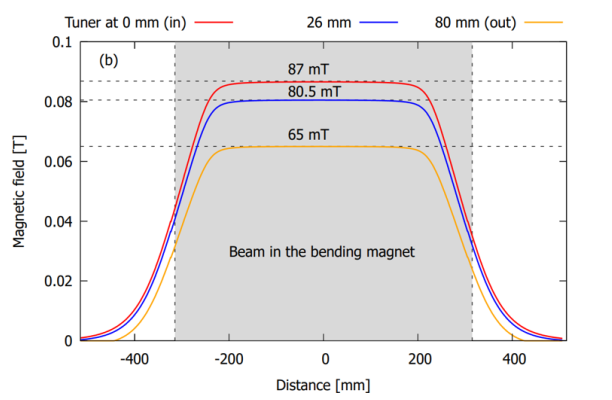 Tuner at 0 mm (in) 26 mm 80 mm (out)
0.1
(b)
87 mT
0.08
80.5 mT
65 mT
0.06
Magnetic field [T]
0.04
Beam in the bending magnet
0.02
0
-400 -200 0 200 400
Distance [mm]